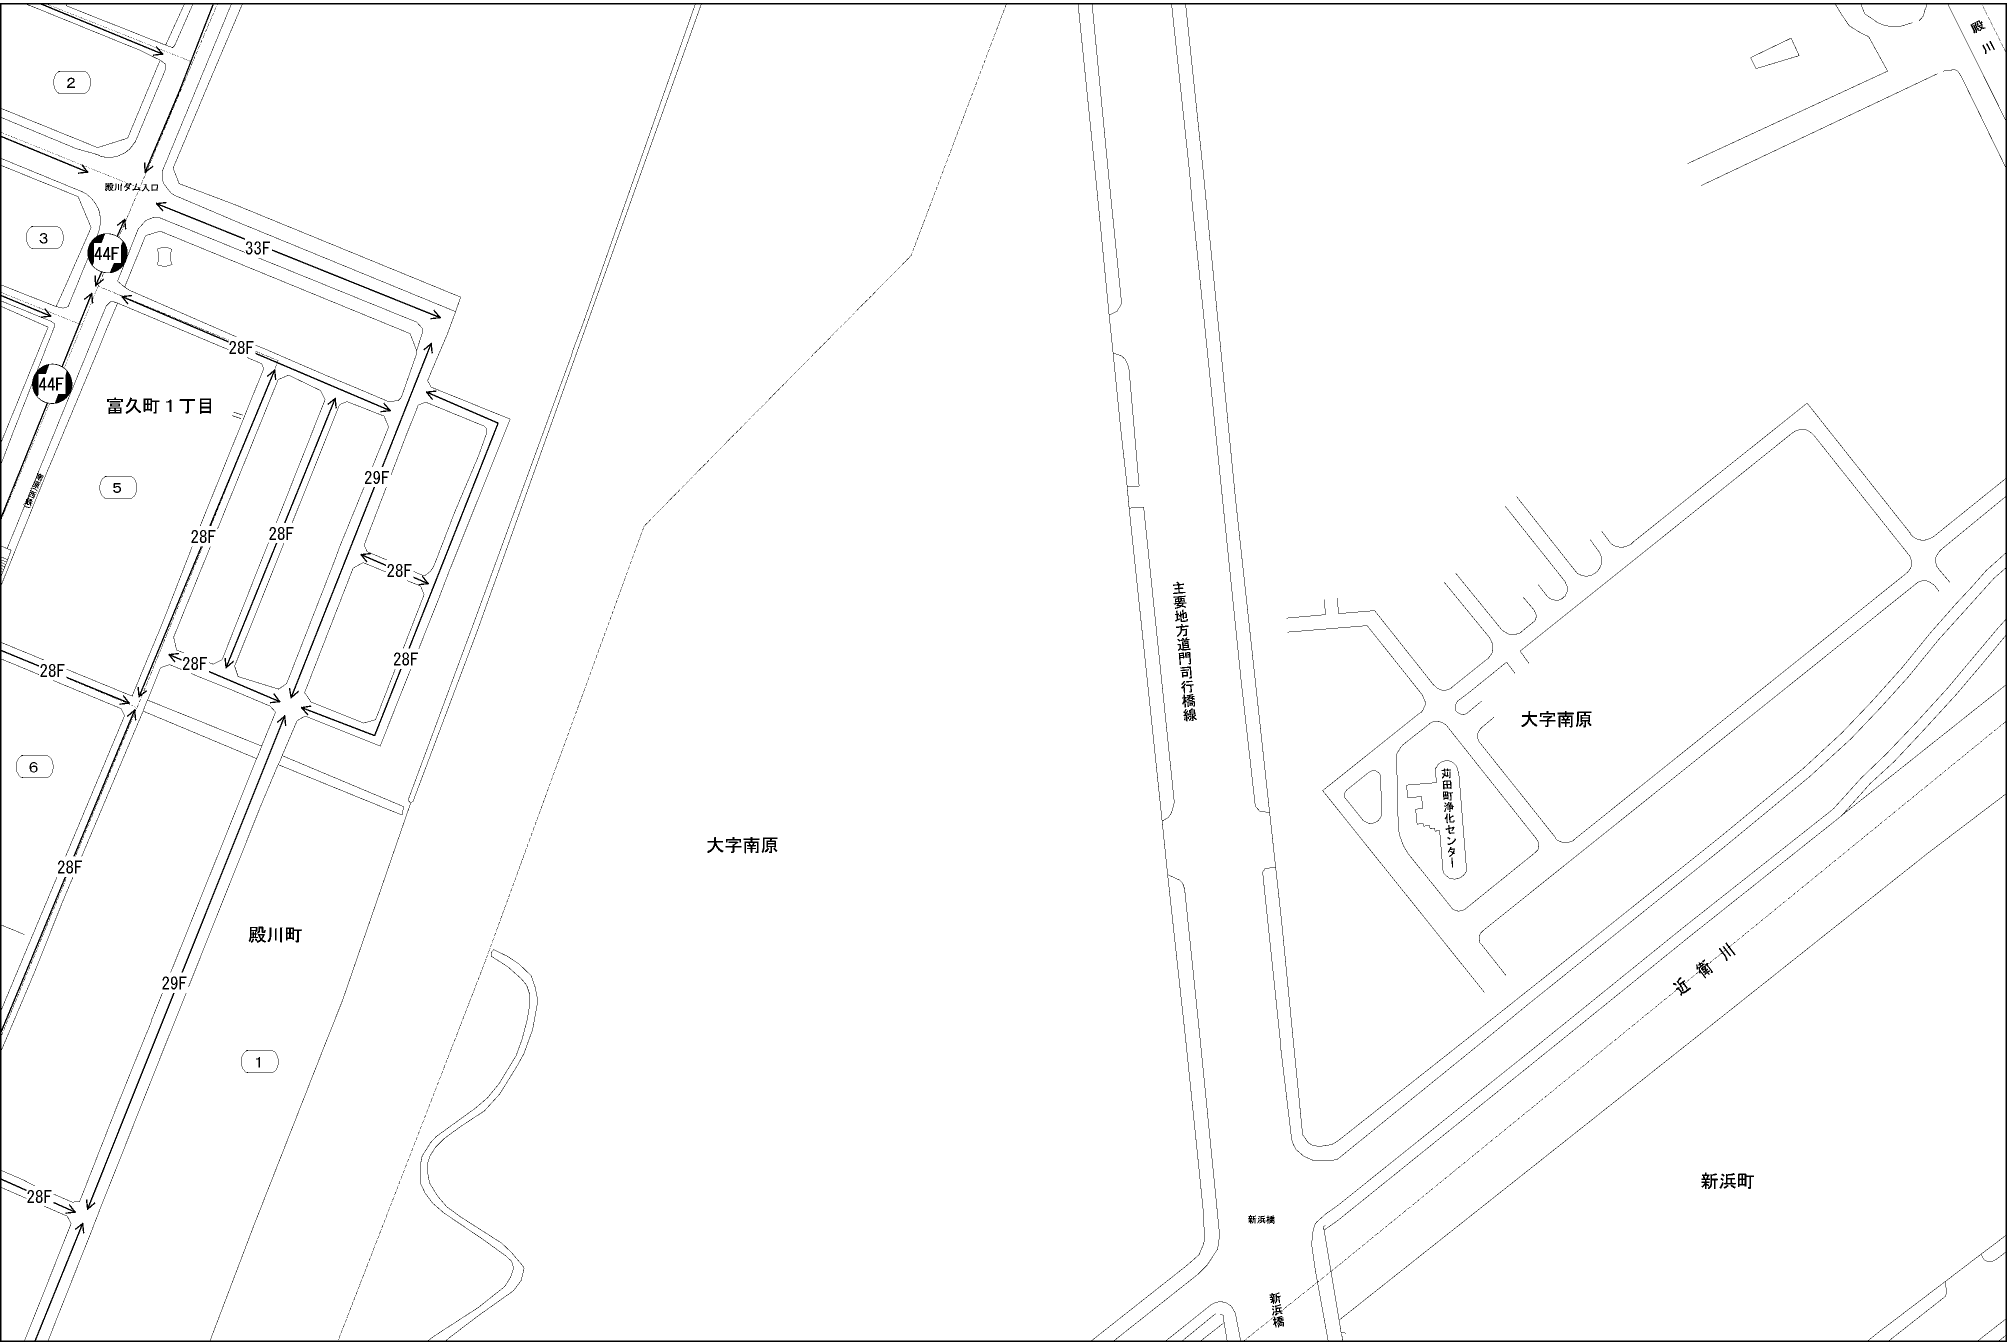 殿川
2
殿川ダム入口
3
44F
33F
28F
44F
富久町１丁目
5
29F
28F
28F
28F
28F
28F
28F
6
主要地方道門司行橋線
大字南原
苅田町浄化センター
大字南原
28F
殿川町
29F
近衛川
1
新浜町
28F
新浜橋
新浜橋